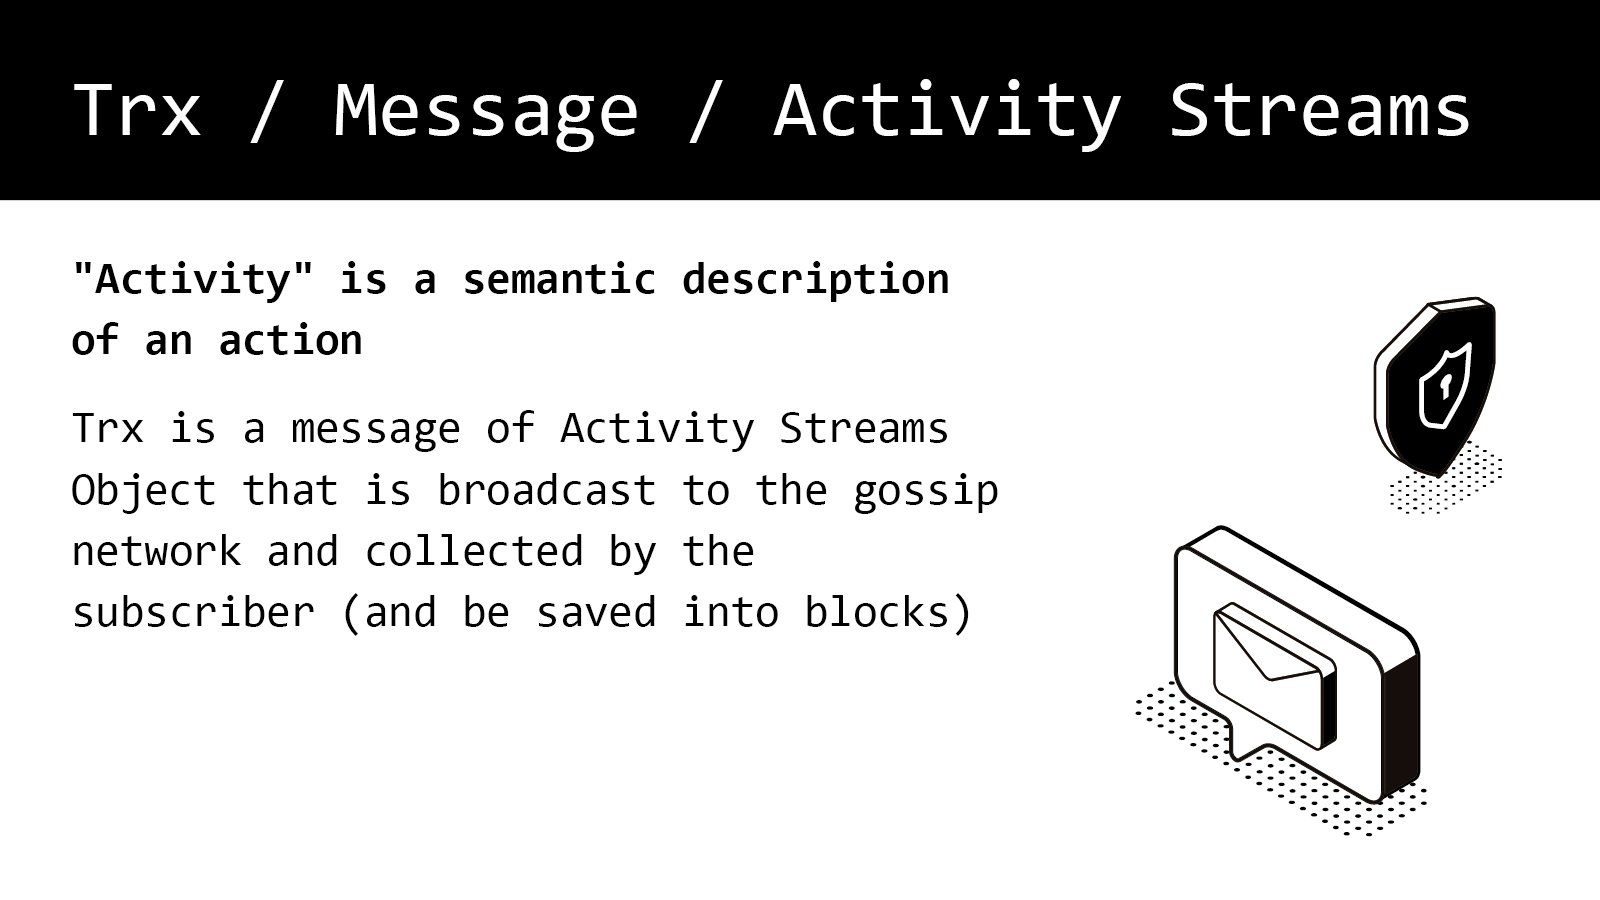 Trx / Message / Activity Streams
"Activity" is a semantic description
of an action
Trx is a message of Activity Streams
Object that is broadcast to the gossip
network and collected by the
subscriber (and be saved into blocks)